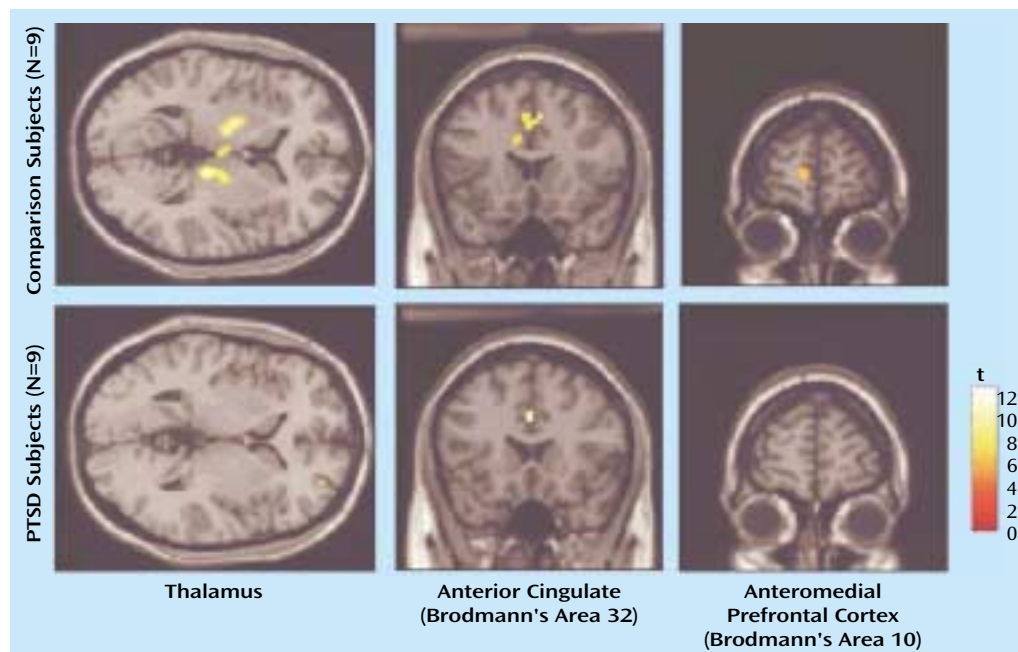 Comparison Subjects (N=9)
PTSD Subjects (N=9)
t
12
10
8
6
4
2
0
Thalamus
Anterior Cingulate
(Brodmann's Area 32)
Anteromedial
Prefrontal Cortex
(Brodmann's Area 10)